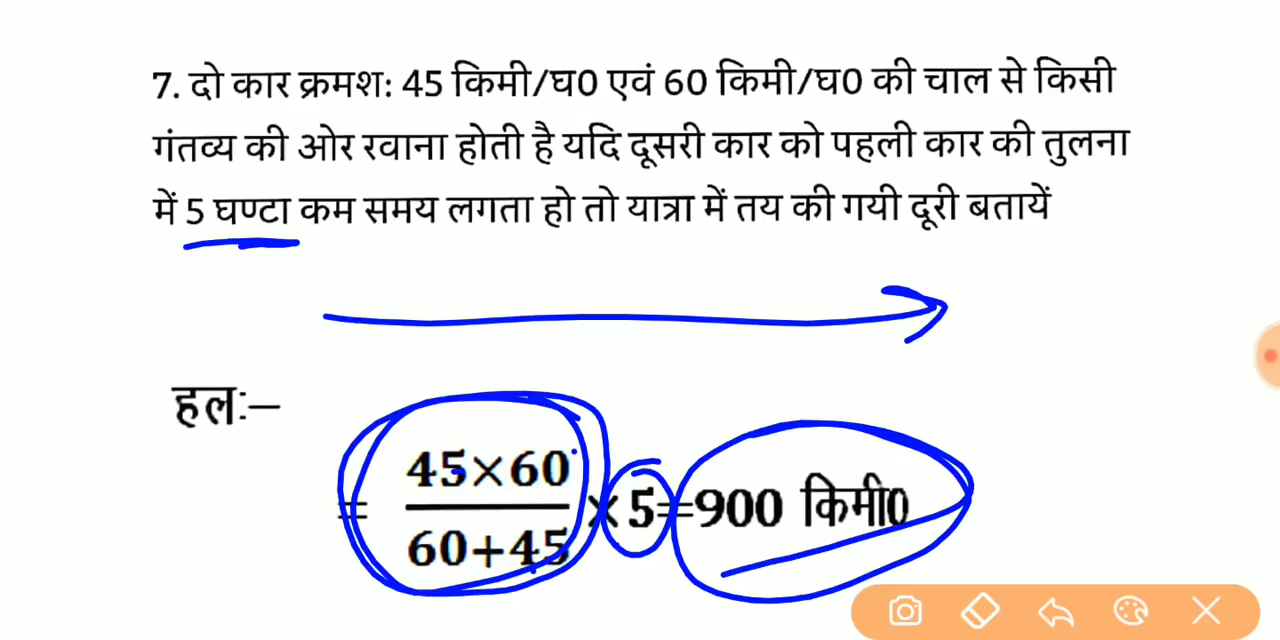 7. दो कार क्रमश: 45 किमी/घ0 एवं 60 किमी/घ0 की चाल से किसी
गंतव्य की ओर रवाना होती है यदि दूसरी कार को पहली कार की तुलना
में 5 घण्टा कम समय लगता हो तो यात्रा में तय की गयी दूरी बतायें
हल:–
= 45×60 / 60+45 ×5=900 किमी0